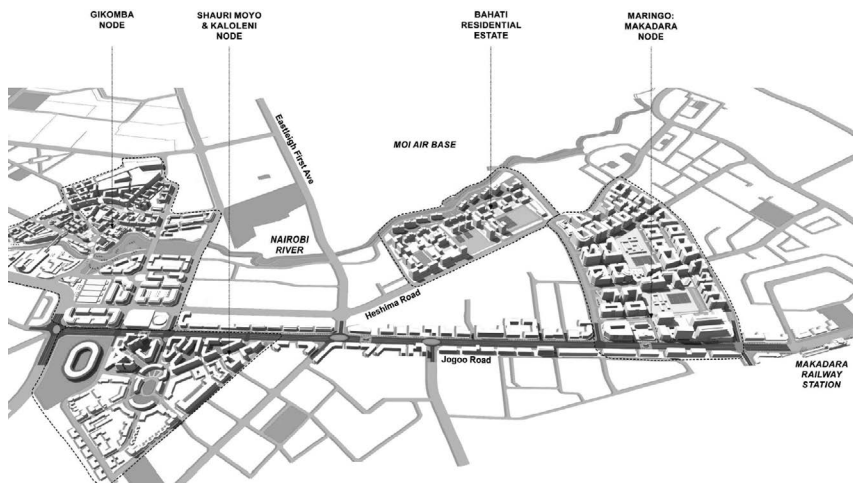 GIKOMBA
NODE
SHAURI MOYO
& KALOLENI
NODE
BAHATI
RESIDENTIAL
ESTATE
MARINGO:
MAKADARA
NODE
Eastleigh First Ave
MOI AIR BASE
NAIROBI
RIVER
Heshima Road
Jogoo Road
MAKADARA
RAILWAY
STATION